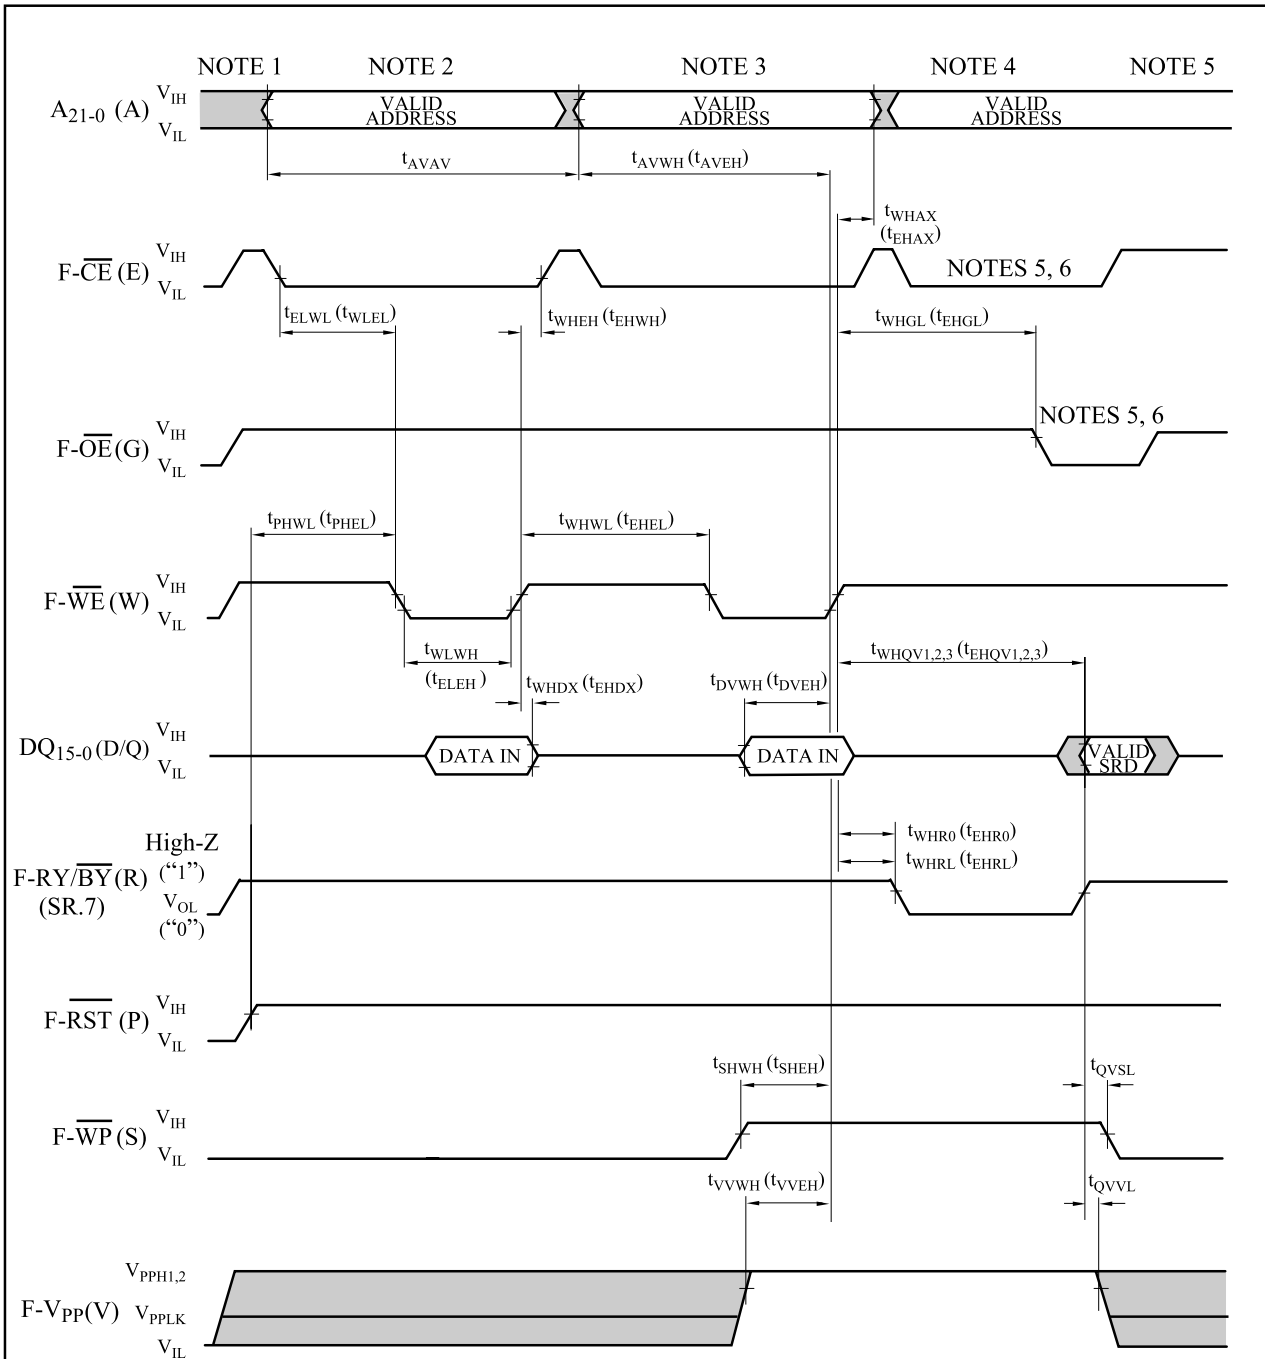 NOTE 1 NOTE 2 NOTE 3 NOTE 4 NOTE 5
A21-0 (A) VIH VIL
VALID ADDRESS VALID ADDRESS VALID ADDRESS
tAVAV tAVWH (tAVEH)
tWHAX
(tEHAX)
F-CE (E) VIH VIL
NOTES 5, 6
tELWL (tWLEL) tWHEH (tEHWH) tWHGL (tEHGL)
NOTES 5, 6
F-OE (G) VIH VIL
tPHWL (tPHEL) tWHWL (tEHEL)
F-WE (W) VIH VIL
tWLWH
(tELEH)
tWHDX (tEHDX) tDVWH (tDVEH) tWHQV1,2,3 (tEHQV1,2,3)
DQ15-0 (D/Q) VIH VIL
DATA IN DATA IN VALID SRD
High-Z
(“1”)
F-RY/BY (R)
(SR.7)
VOL
(“0”)
tWHR0 (tEHR0)
tWHRL (tEHRL)
F-RST (P) VIH VIL
tSHWH (tSHEH) tQVSL
F-WP (S) VIH VIL
tVVWH (tVVEH) tQVVL
F-VPP (V) VPPH1,2 VPPLK VIL